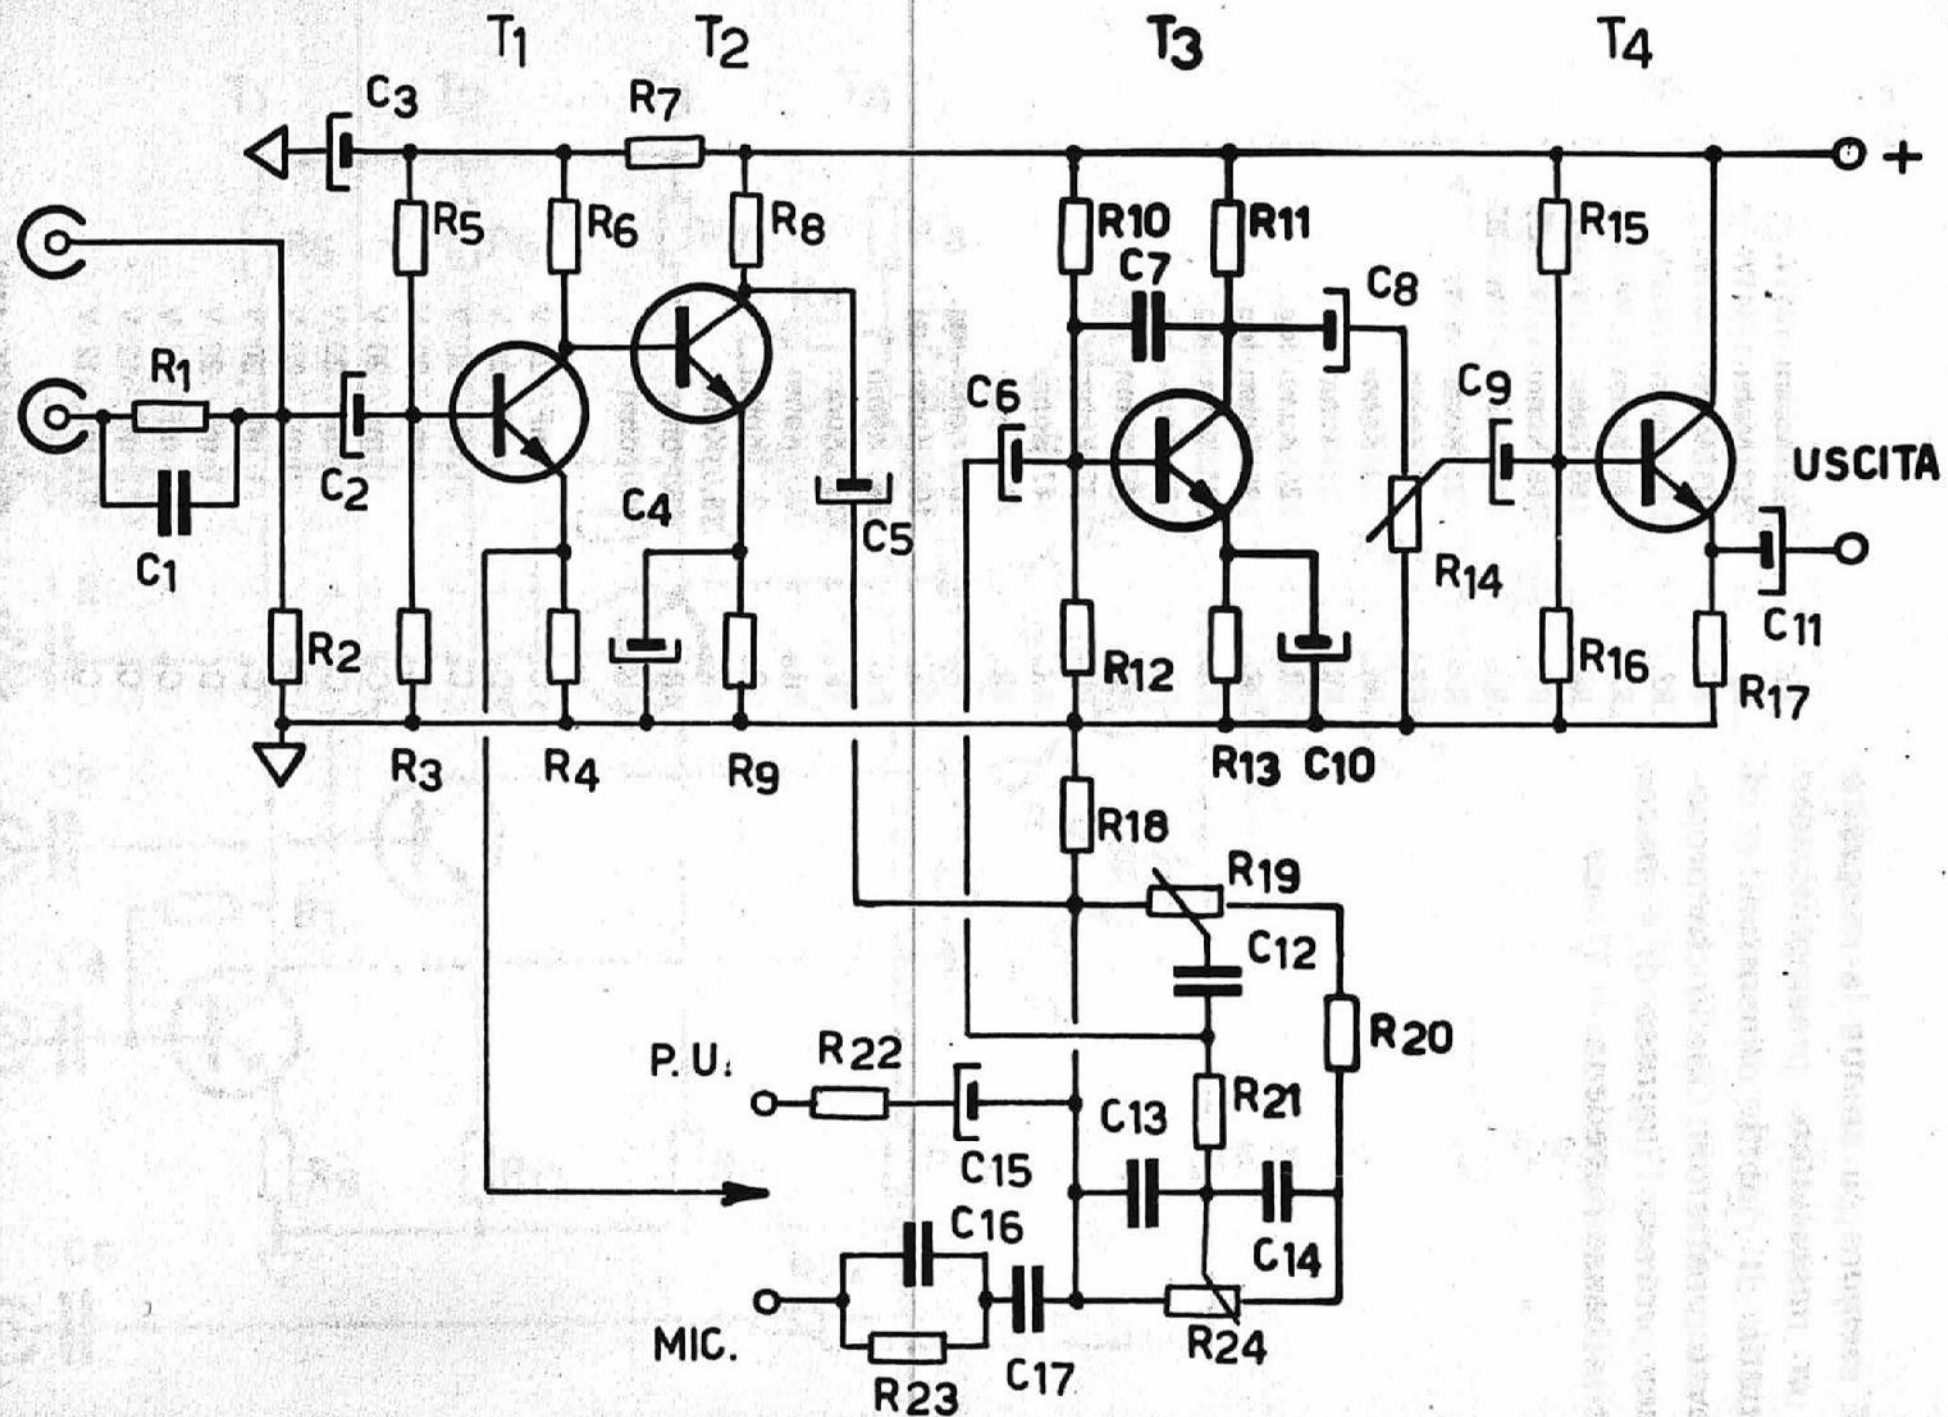 T1 T2 T3 T4
C3 R7
+
R5 R6 R8 R10 R11 R15
C7 C8
R1 C6 C9
C2 C4 C5 USCITA
C1 R14
R2 R12 R16 C11
R17
R3 R4 R9 R13 C10
R18
R19
C12
P.U. R22 R20
C13 R21
C15
C16 C14
MIC. R24
R23 C17